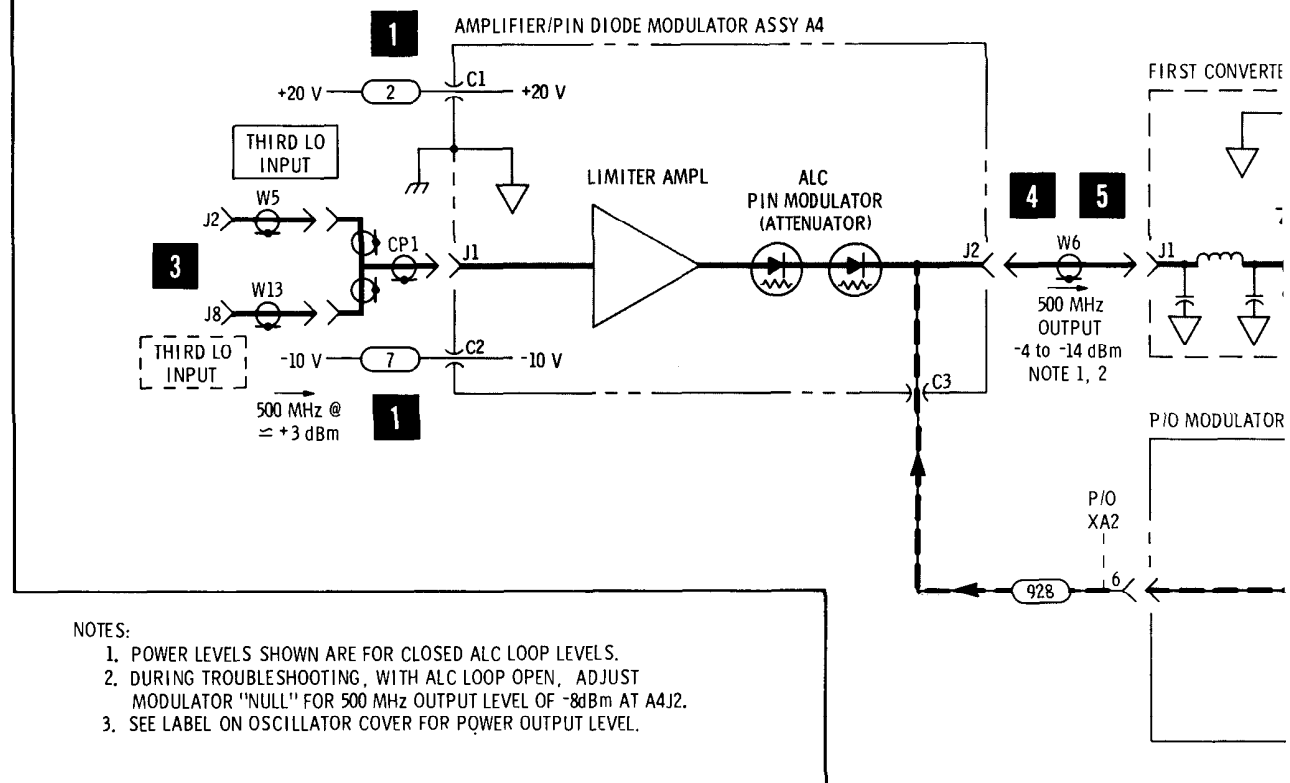 1
AMPLIFIER/PIN DIODE MODULATOR ASSY A4
FIRST CONVERTE
+20 V
2
C1
+20 V
THIRD LO
INPUT
W5
J2
3
CP1
J1
W13
J8
THIRD LO
INPUT
-10 V
7
C2
-10 V
500 MHz @
≃ +3 dBm
1
LIMITER AMPL
ALC
PIN MODULATOR
(ATTENUATOR)
J2
4
5
W6
J1
500 MHz
OUTPUT
-4 to -14 dBm
NOTE 1, 2
C3
P/O MODULATOR
P/O
XA2
928
6
NOTES:
1. POWER LEVELS SHOWN ARE FOR CLOSED ALC LOOP LEVELS.
2. DURING TROUBLESHOOTING, WITH ALC LOOP OPEN, ADJUST
MODULATOR "NULL" FOR 500 MHz OUTPUT LEVEL OF -8dBm AT A4J2.
3. SEE LABEL ON OSCILLATOR COVER FOR POWER OUTPUT LEVEL.